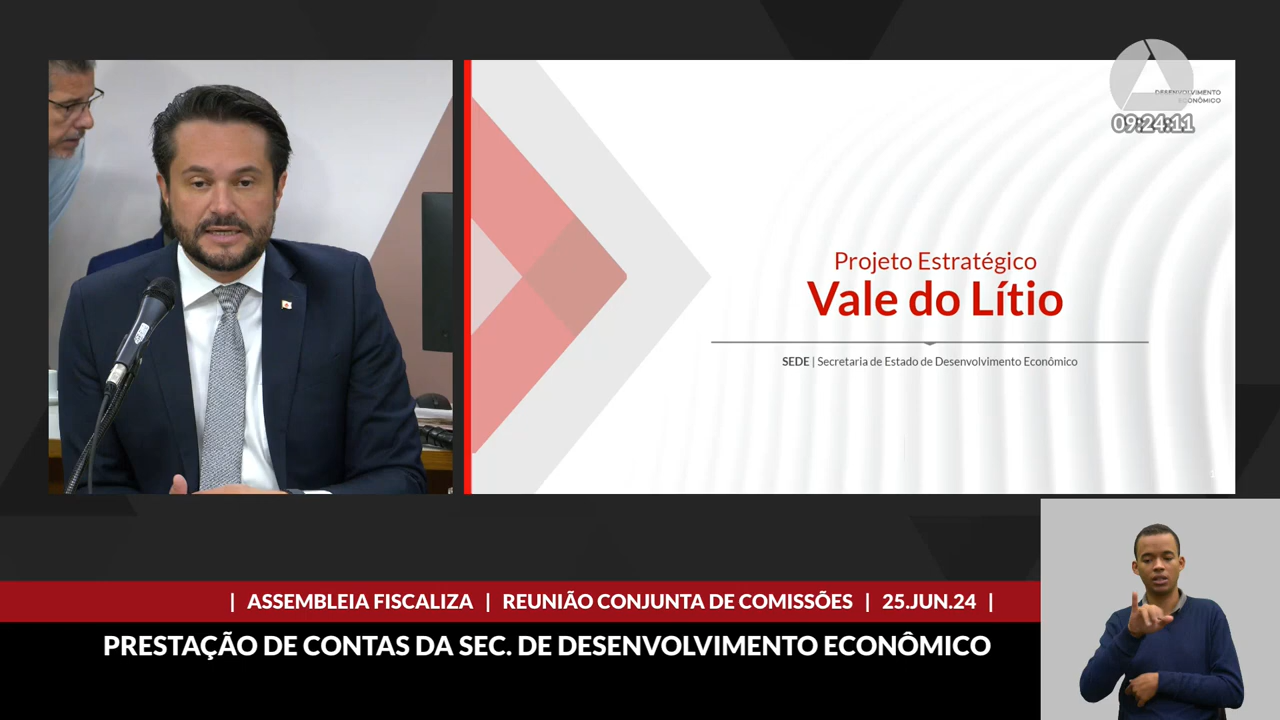 DESENVOLVIMENTO
ECONÔMICO
09:24:11
Projeto Estratégico
Vale do Lítio
SEDE | Secretaria de Estado de Desenvolvimento Econômico
| ASSEMBLEIA FISCALIZA | REUNIÃO CONJUNTA DE COMISSÕES | 25.JUN.24 |
PRESTAÇÃO DE CONTAS DA SEC. DE DESENVOLVIMENTO ECONÔMICO